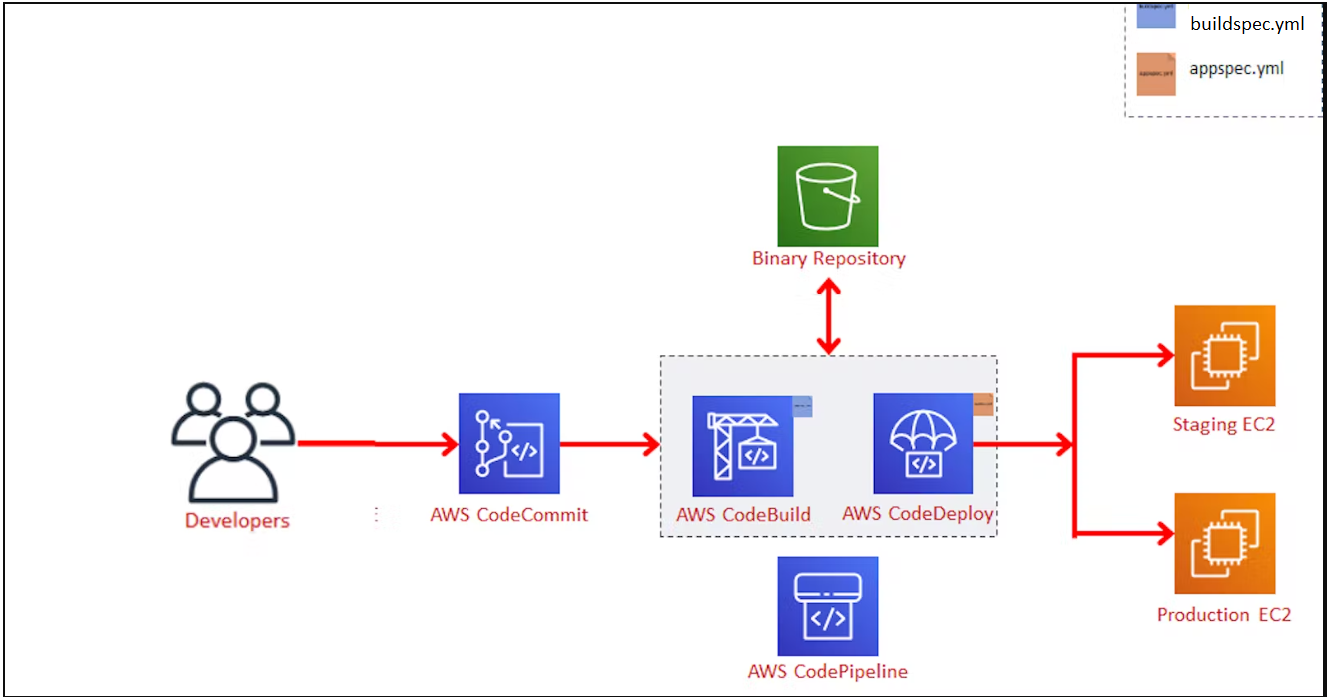 buildspec.yml
appspec.yml
Binary Repository
Staging EC2
Developers
AWS CodeCommit
AWS CodeBuild
AWS CodeDeploy
Production EC2
AWS CodePipeline